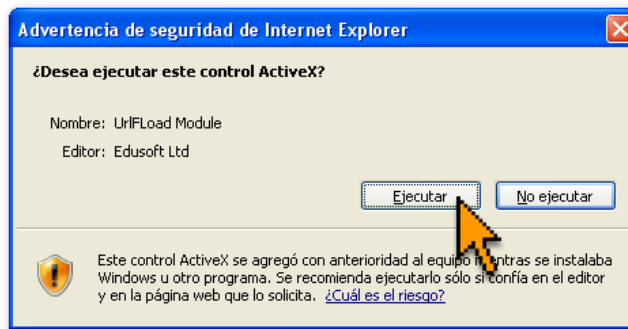 Advertencia de seguridad de Internet Explorer
¿Desea ejecutar este control ActiveX?
Nombre: UrlFLoad Module
Editor: Edusoft Ltd
Ejecutar No ejecutar
Este control ActiveX se agregó con anterioridad al equipo mientras se instalaba
Windows u otro programa. Se recomienda ejecutarlo sólo si confía en el editor
y en la página web que lo solicita. ¿Cuál es el riesgo?